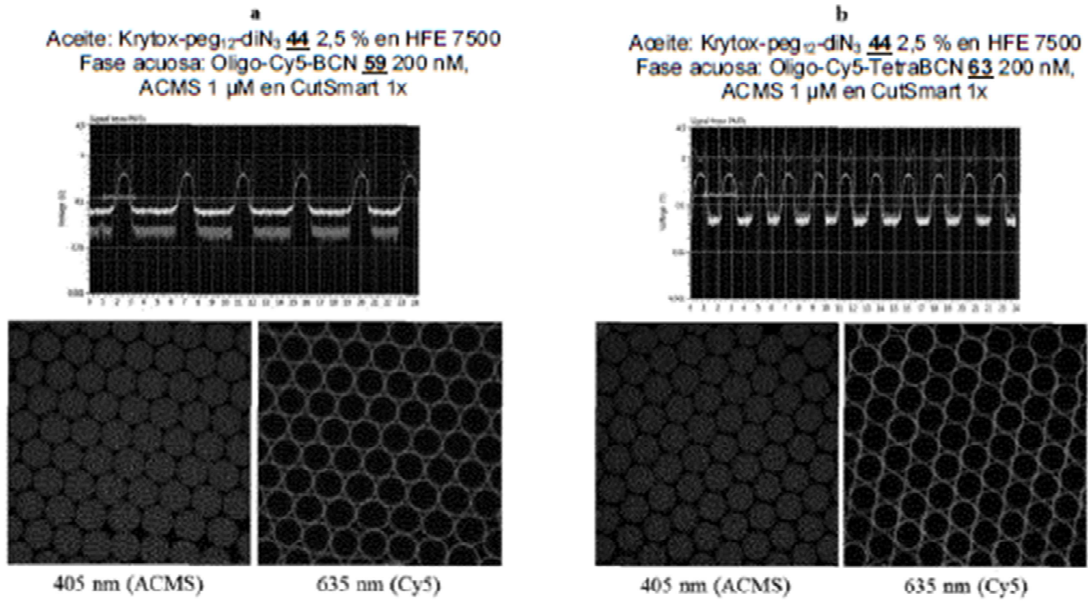 a
Aceite: Krytox-peg12-diN3 44 2,5 % en HFE 7500
Fase acuosa: Oligo-Cy5-BCN 59 200 nM,
ACMS 1 µM en CutSmart 1x
405 nm (ACMS)
635 nm (Cy5)
b
Aceite: Krytox-peg12-diN3 44 2,5 % en HFE 7500
Fase acuosa: Oligo-Cy5-TetraBCN 63 200 nM,
ACMS 1 µM en CutSmart 1x
405 nm (ACMS)
635 nm (Cy5)